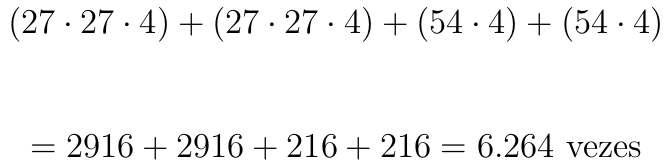 (27 · 27 · 4) + (27 · 27 · 4) + (54 · 4) + (54 · 4)
= 2916 + 2916 + 216 + 216 = 6.264 vezes